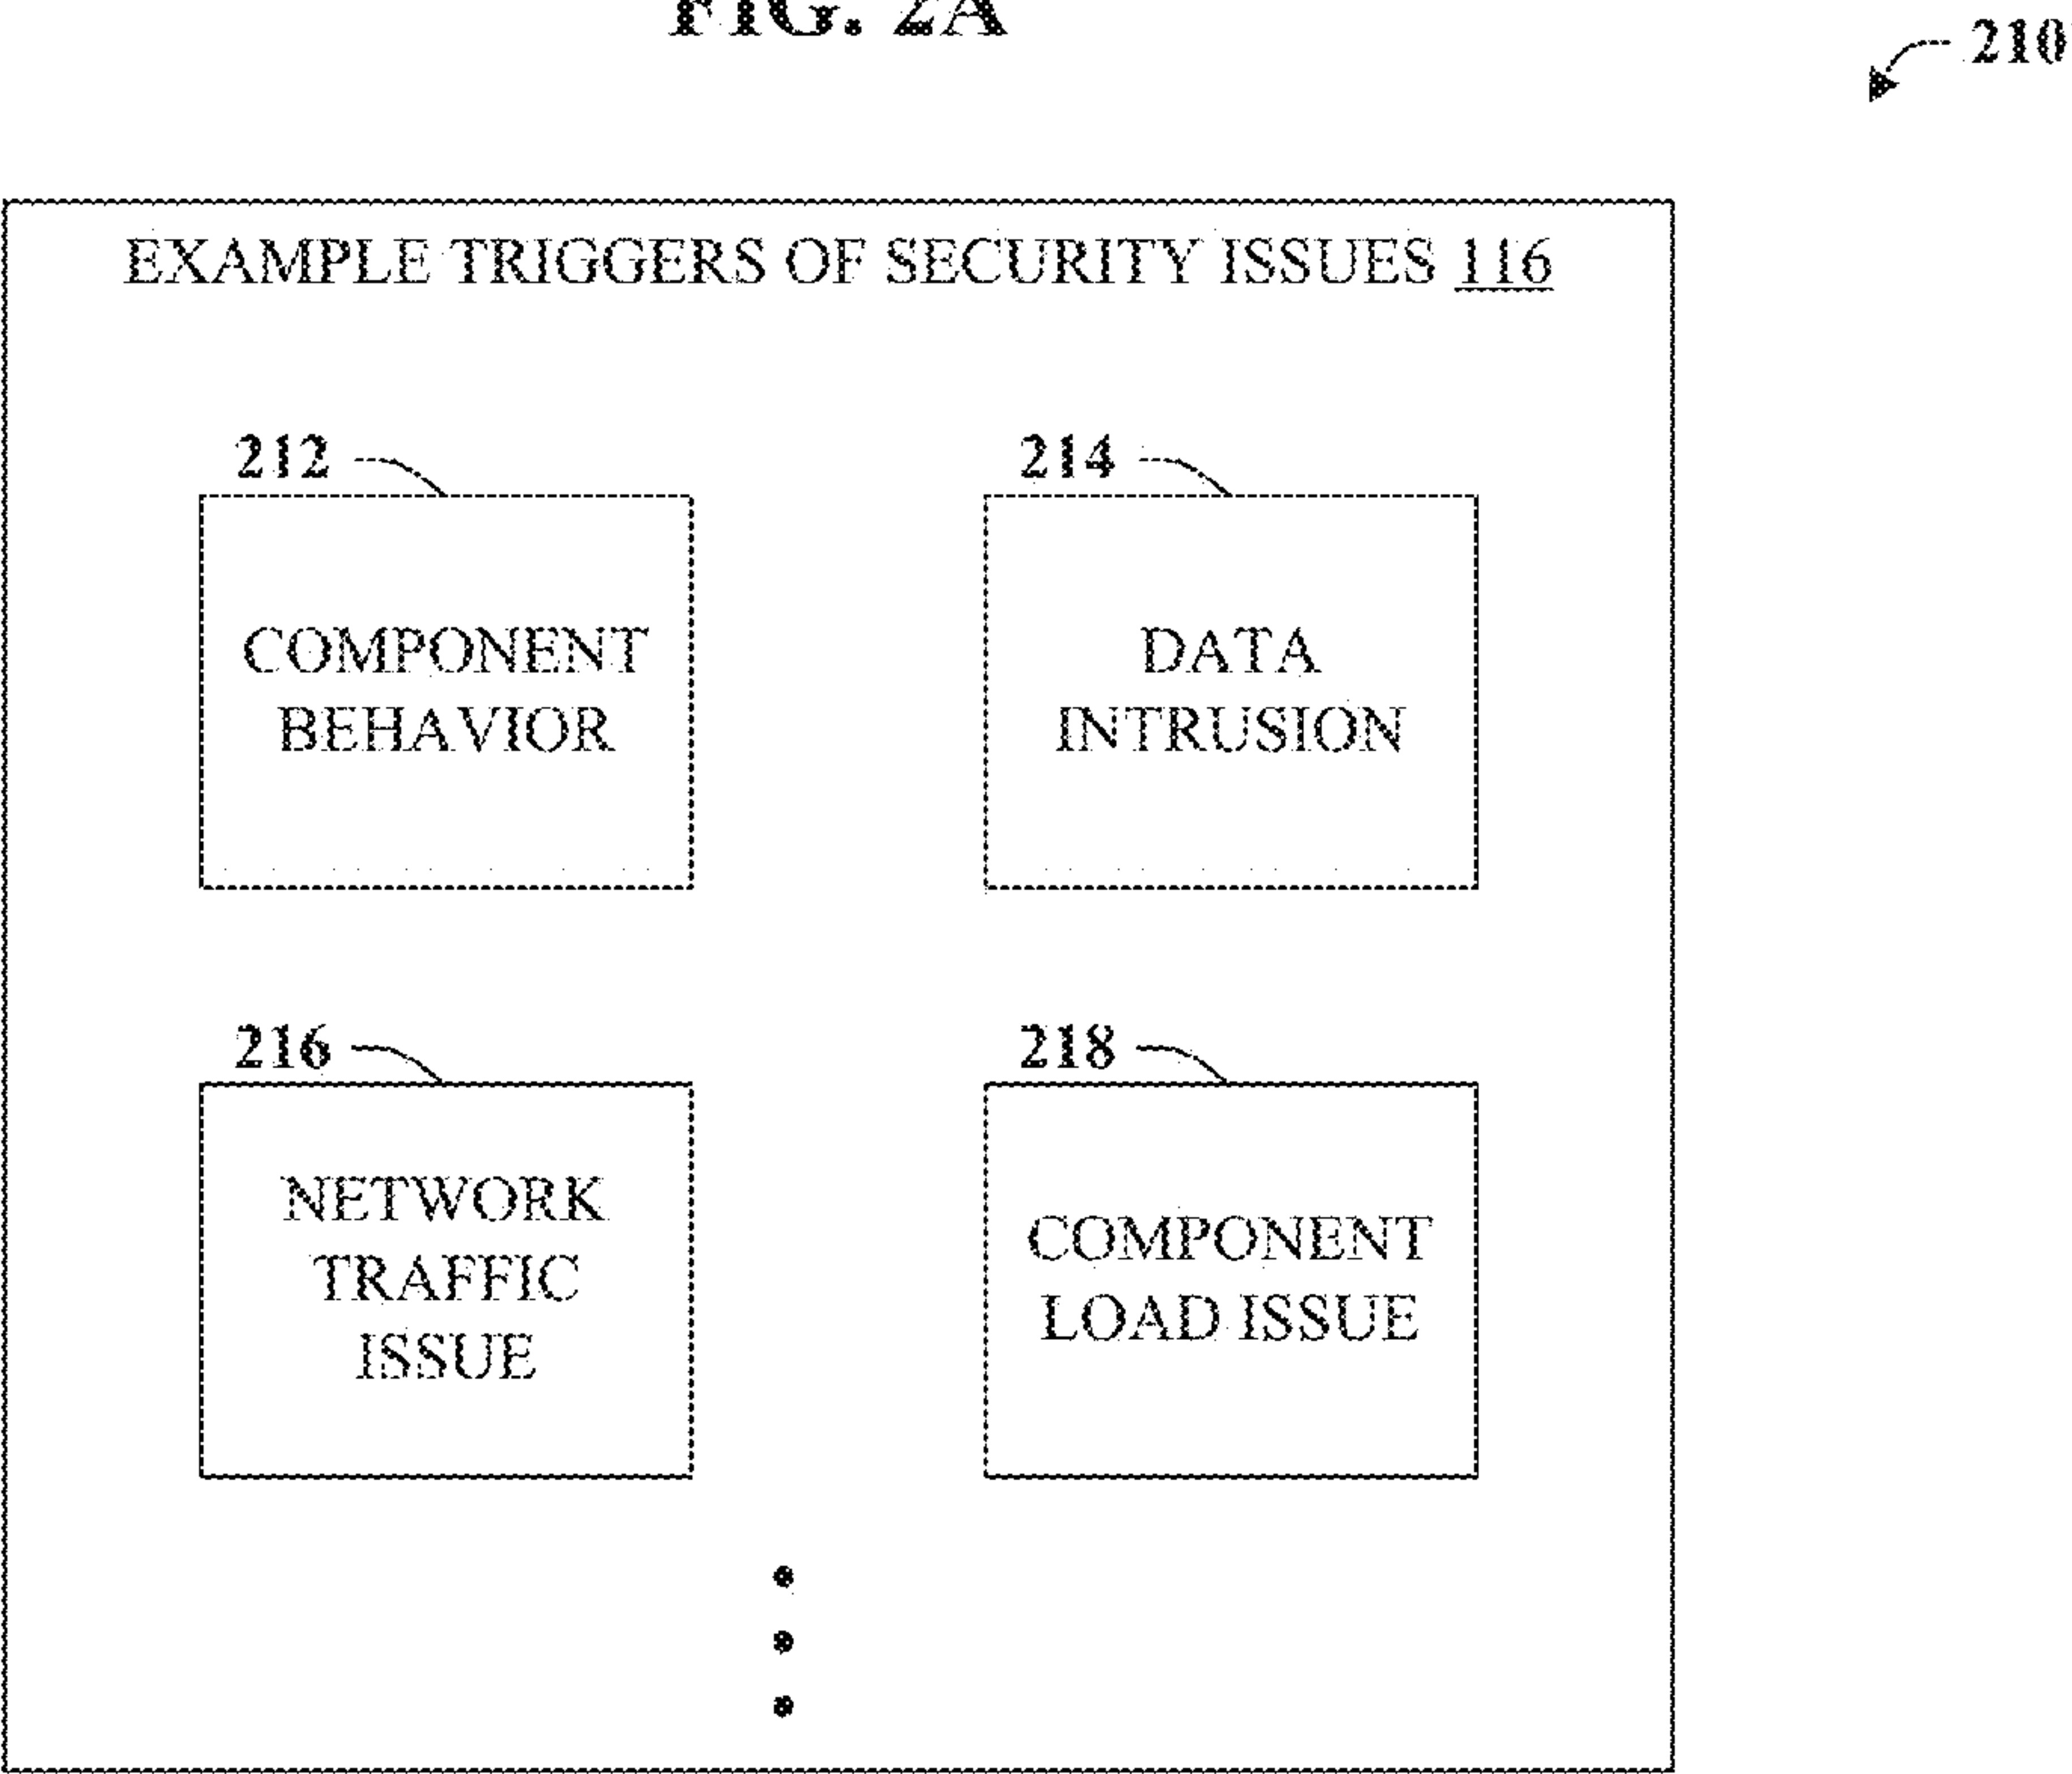 FIG. 2A
210
EXAMPLE TRIGGERS OF SECURITY ISSUES 116
212
COMPONENT
BEHAVIOR
214
DATA
INTRUSION
216
NETWORK
TRAFFIC
ISSUE
218
COMPONENT
LOAD ISSUE